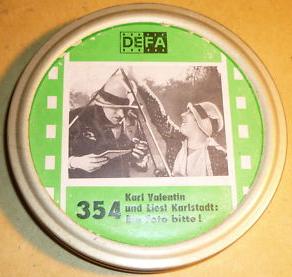 DEFA
354
Karl Valentin
und Liesl Karlstadt:
Ein Foto bitte!